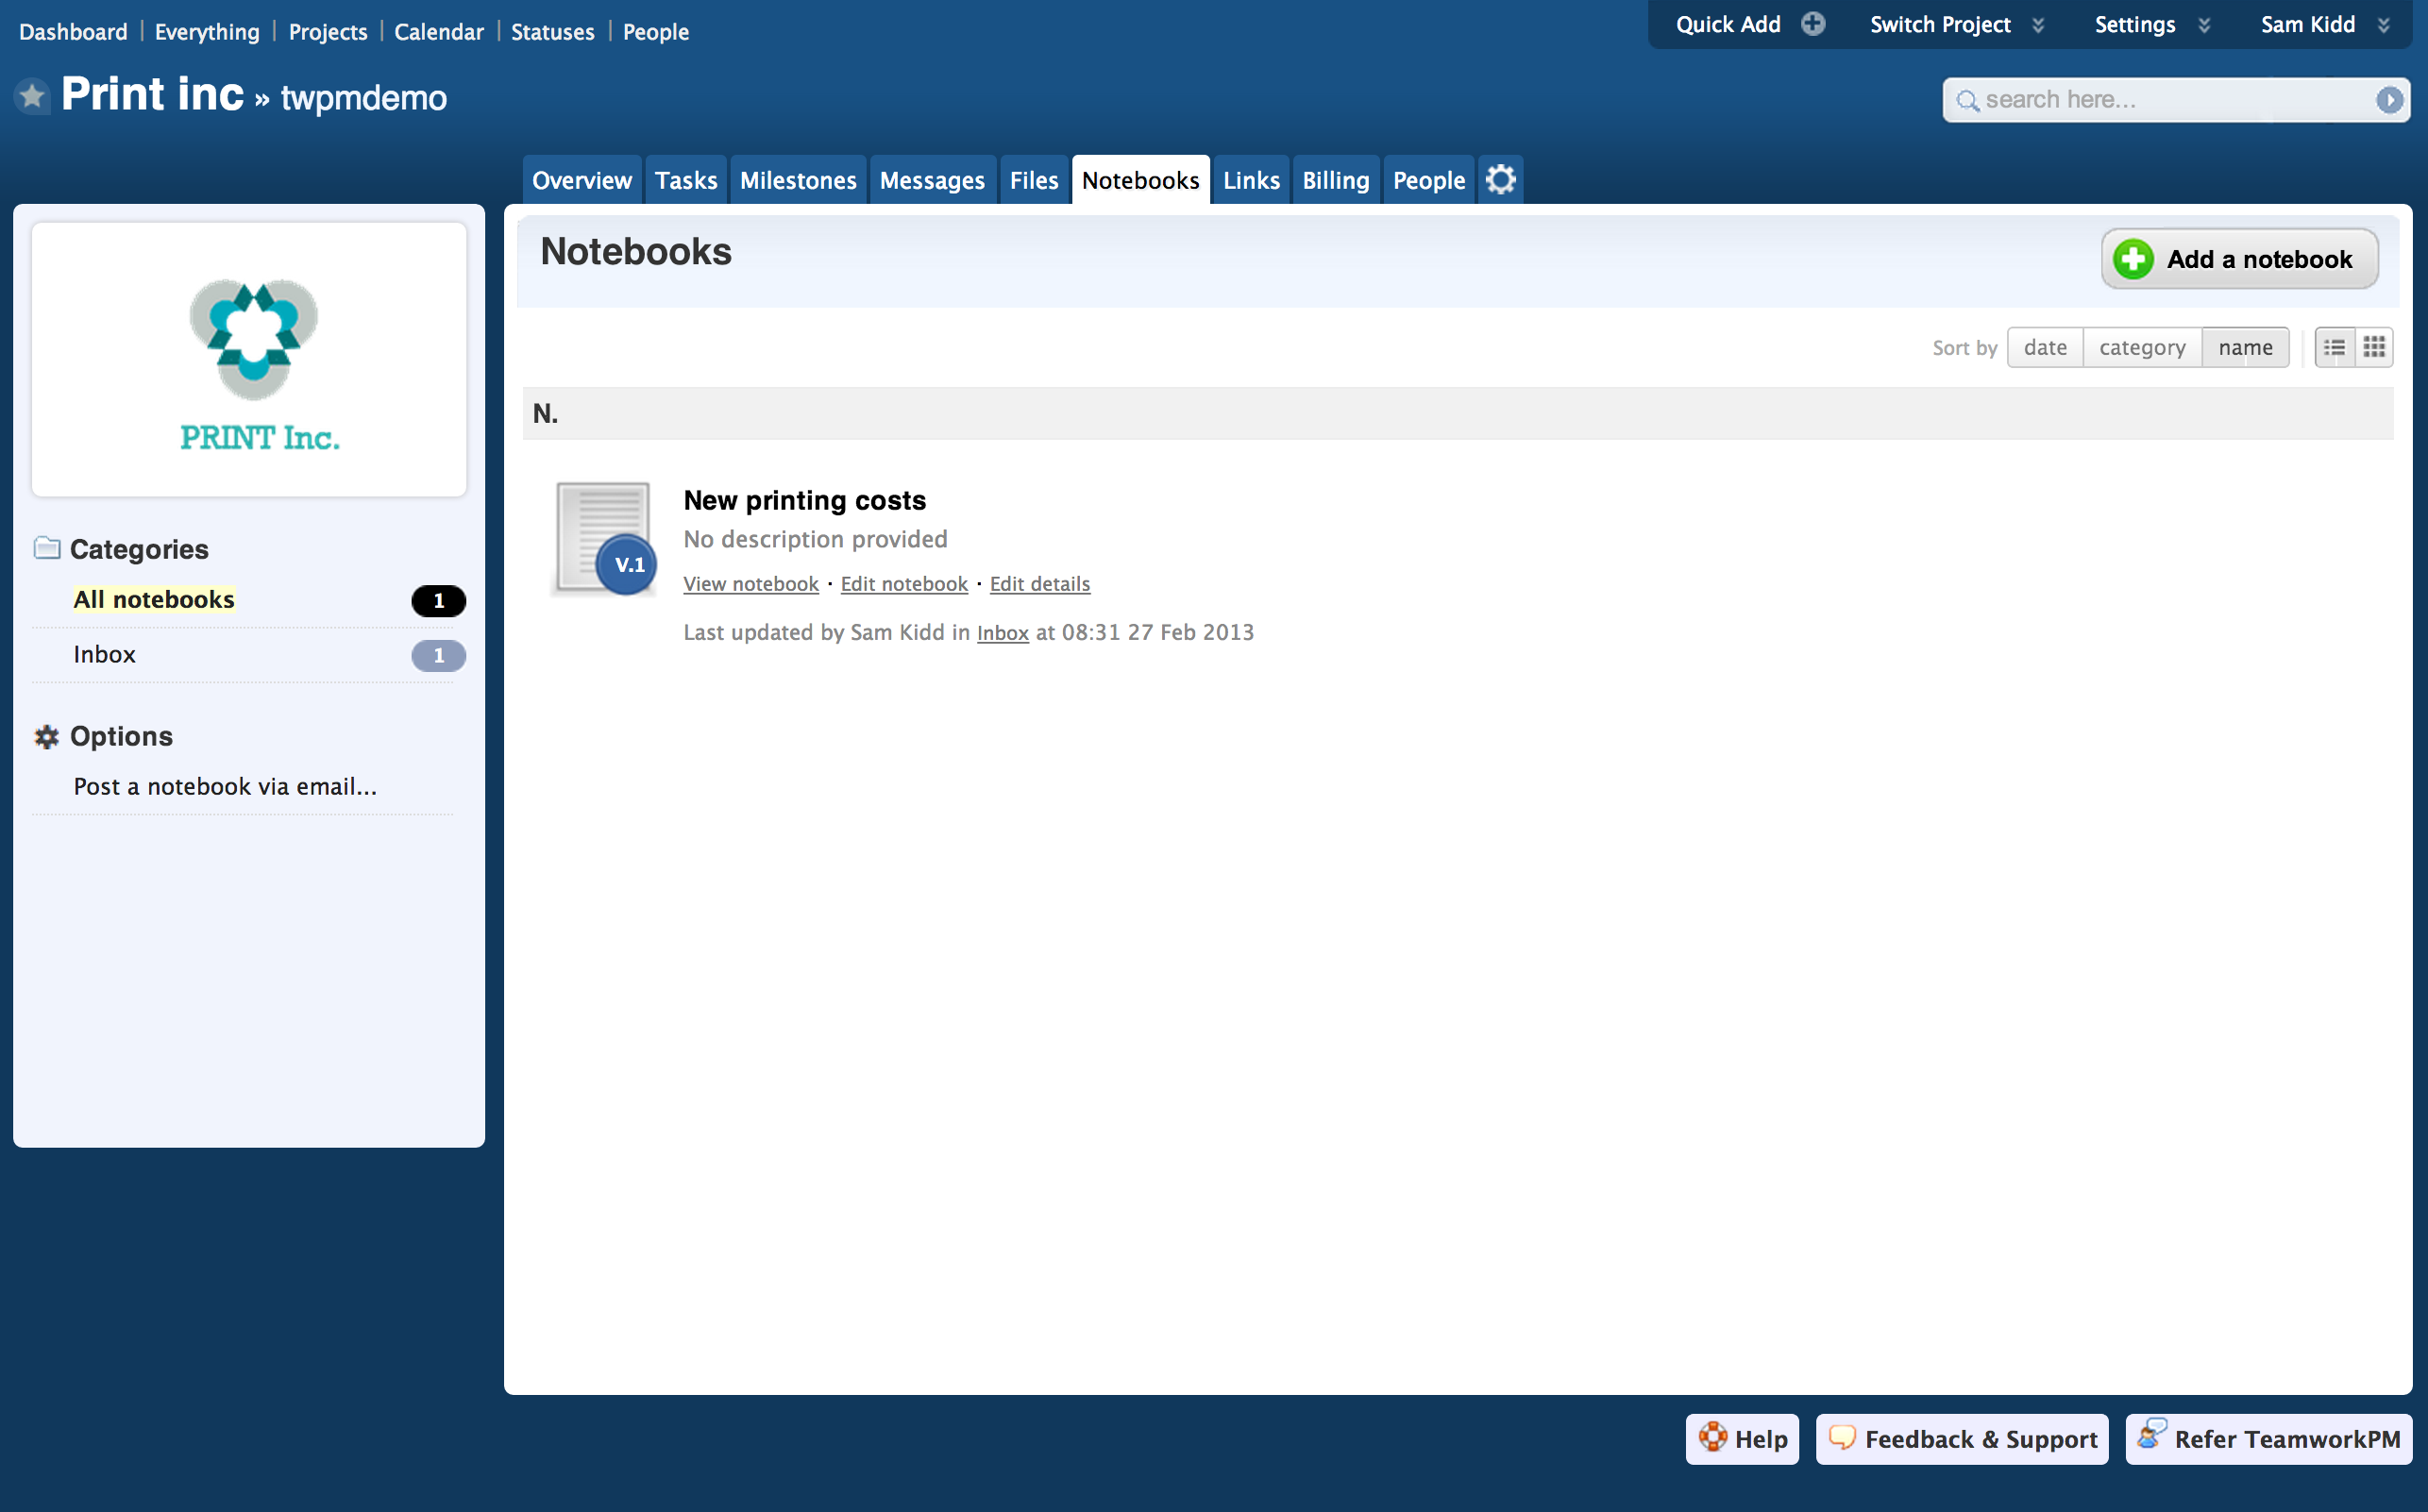 Dashboard | Everything | Projects | Calendar | Statuses | People
Quick Add Switch Project Settings Sam Kidd
Print inc » twpmdemo
search here...
Overview Tasks Milestones Messages Files Notebooks Links Billing People
PRINT Inc.
Categories
All notebooks 1
Inbox 1
Options
Post a notebook via email...
Notebooks
Add a notebook
Sort by date category name
N.
V.1
New printing costs
No description provided
View notebook · Edit notebook · Edit details
Last updated by Sam Kidd in Inbox at 08:31 27 Feb 2013
Help Feedback & Support Refer TeamworkPM